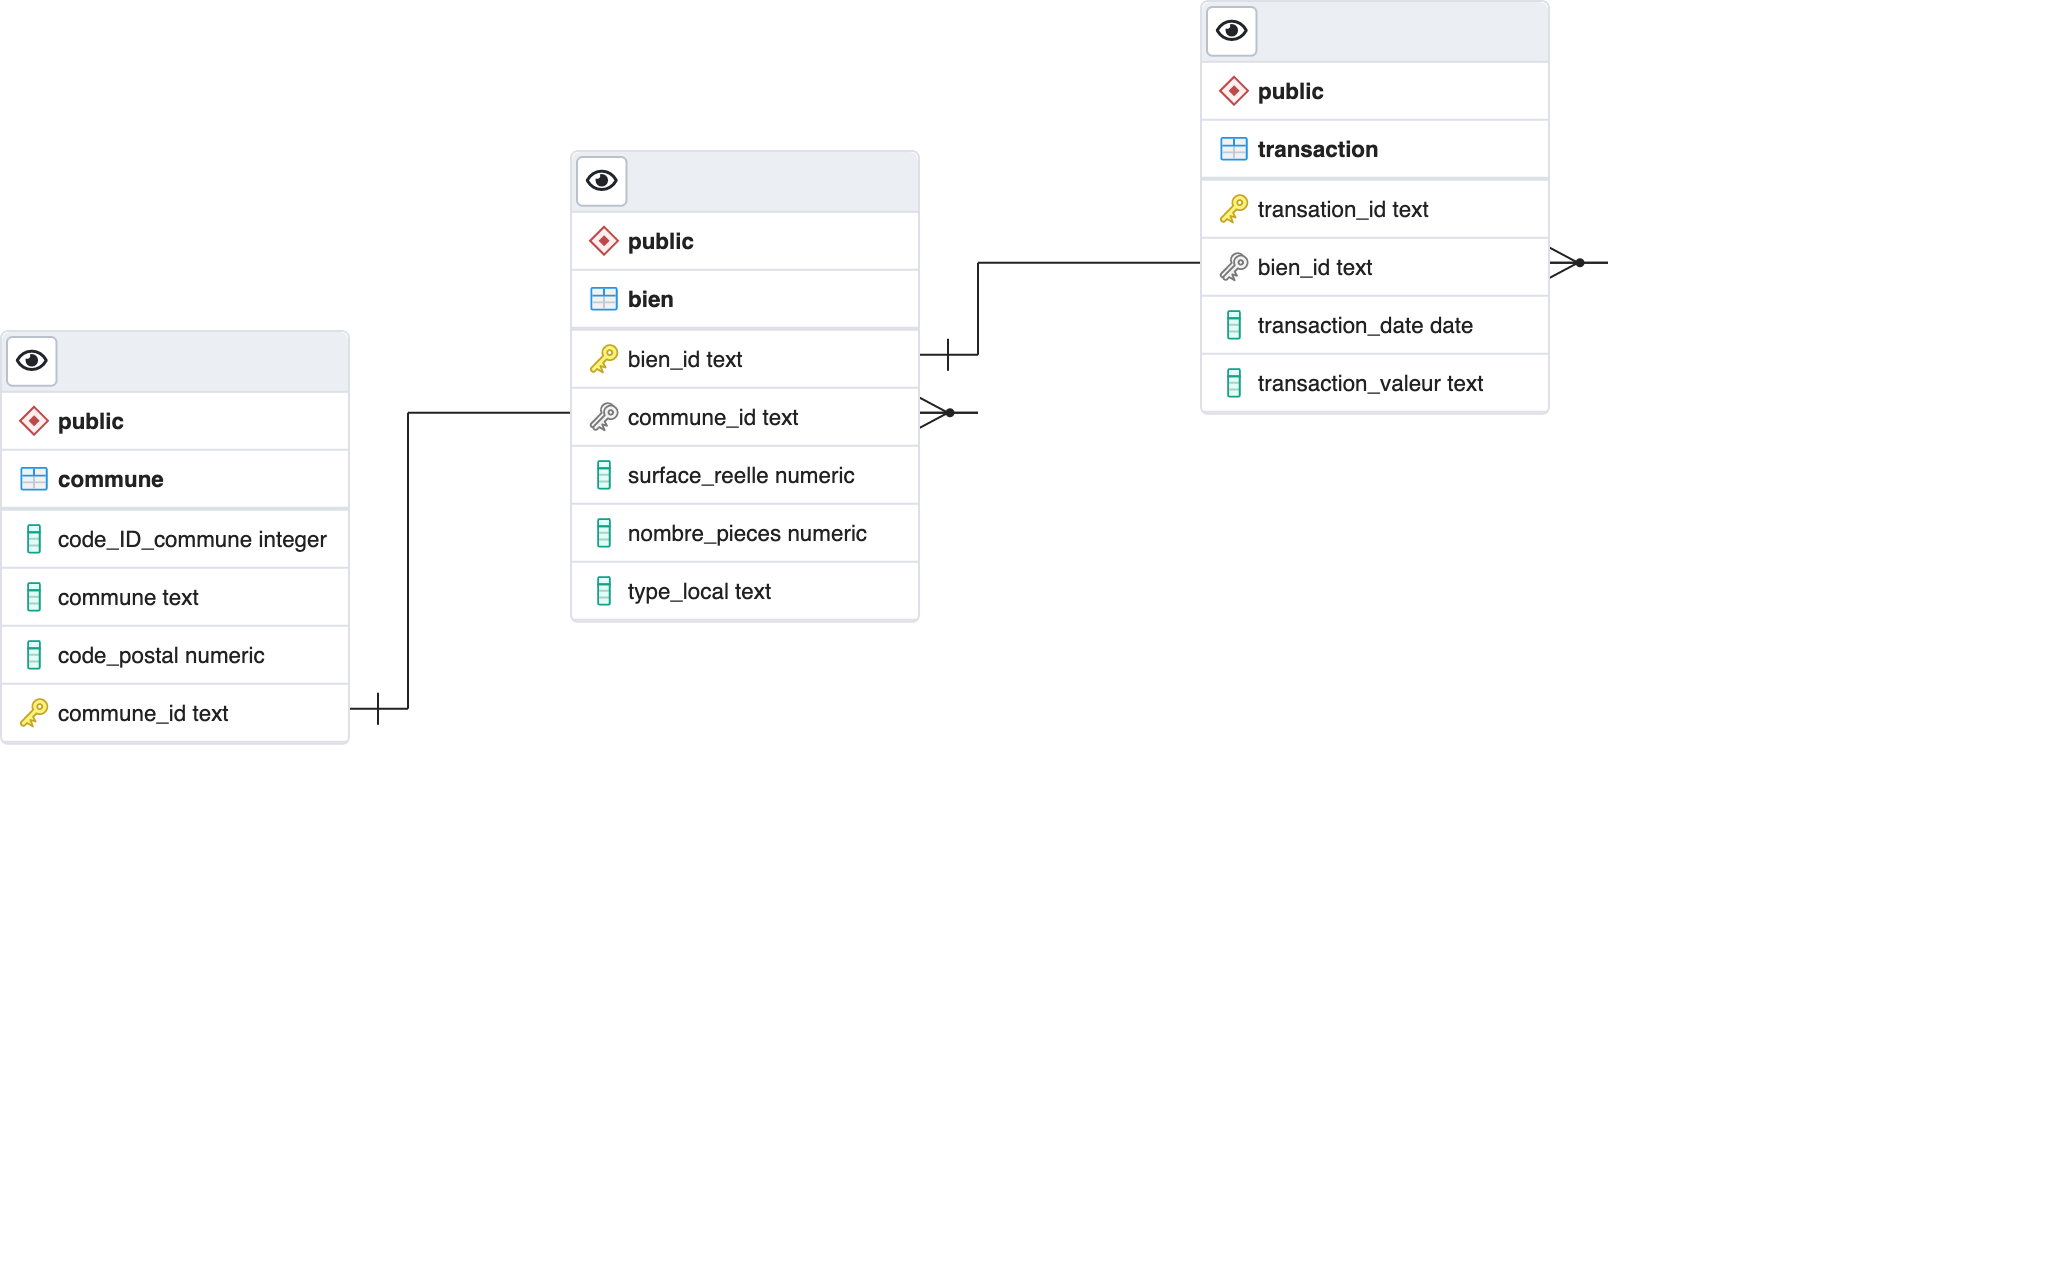 public
commune
code_ID_commune integer
commune text
code_postal numeric
commune_id text
public
bien
bien_id text
commune_id text
surface_reelle numeric
nombre_pieces numeric
type_local text
public
transaction
transation_id text
bien_id text
transaction_date date
transaction_valeur text